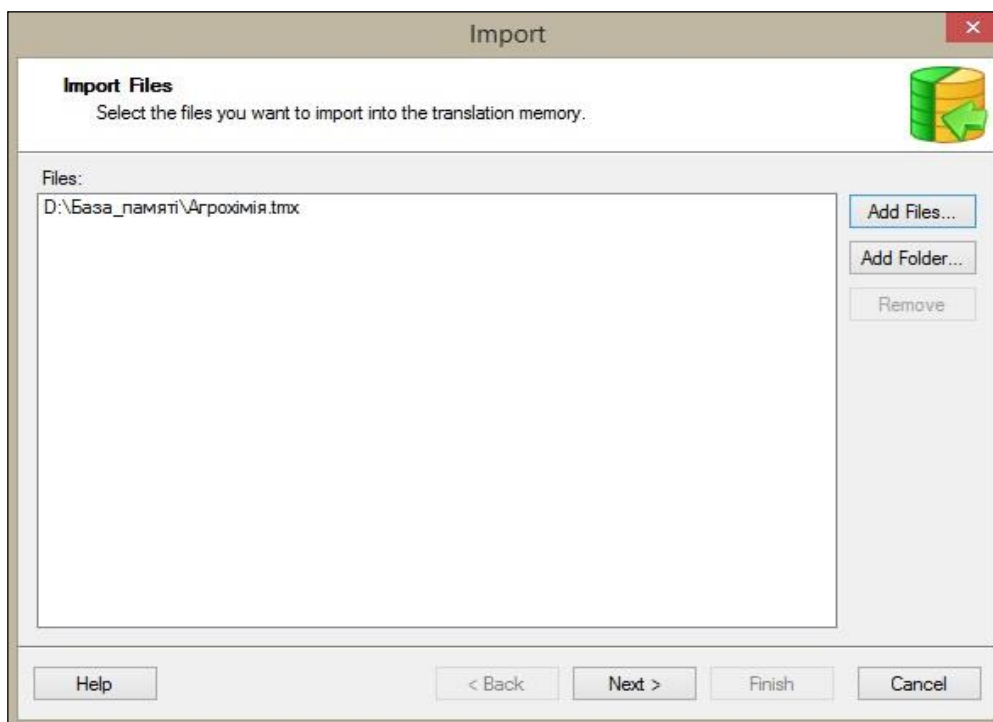 Import
Import Files
Select the files you want to import into the translation memory.
Files:
D:\База_памяті\Агрохімія.tmx
Add Files...
Add Folder...
Remove
Help
< Back
Next >
Finish
Cancel